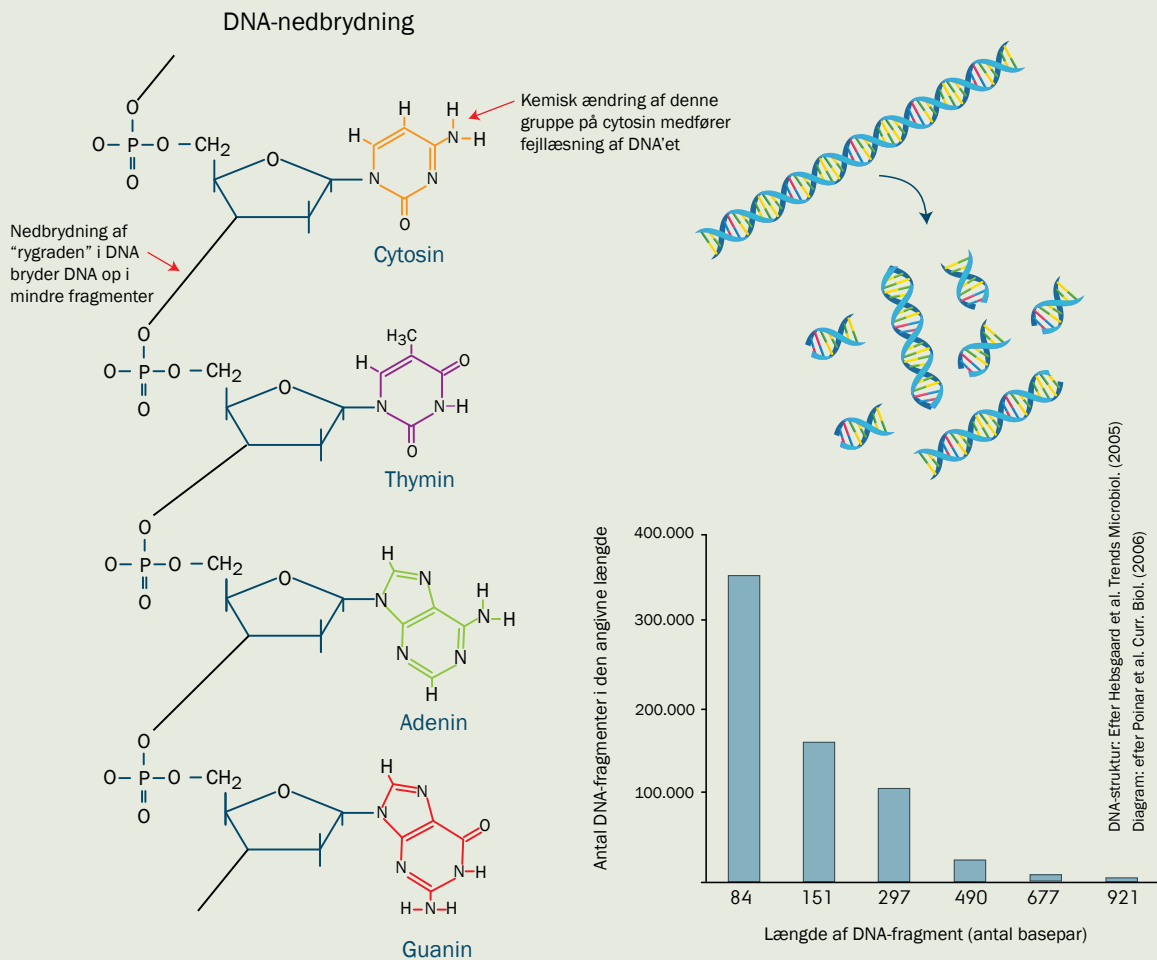 DNA-nedbrydning
Kemisk ændring af denne
gruppe på cytosin medfører
fejllæsning af DNA'et
Nedbrydning af
"rygraden" i DNA
bryder DNA op i
mindre fragmenter
O
O–P–O–CH2
O
O
H
H
H
N–H
N
N
O
Cytosin
O
O–P–O–CH2
O
O
H3C
H
O
N
N–H
O
Thymin
O
O–P–O–CH2
O
O
H
N
N
H
N–H
N
N
H
Adenin
O
O–P–O–CH2
O
O
H
N
N
O
N
N–H
H–N–H
Guanin
Antal DNA-fragmenter i den angivne længde
400.000
300.000
200.000
100.000
84 151 297 490 677 921
Længde af DNA-fragment (antal basepar)
DNA-struktur: Efter Hebsgaard et al. Trends Microbiol. (2005)
Diagram: efter Poinar et al. Curr. Biol. (2006)